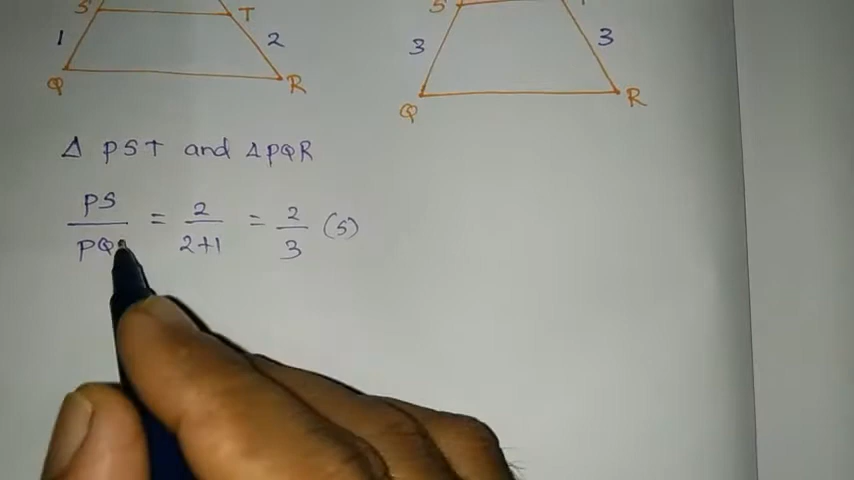 S T
1 2
Q R
S
3 3
Q R
Δ PST and ΔPQR
PS/PQ = 2/2+1 = 2/3 (S)